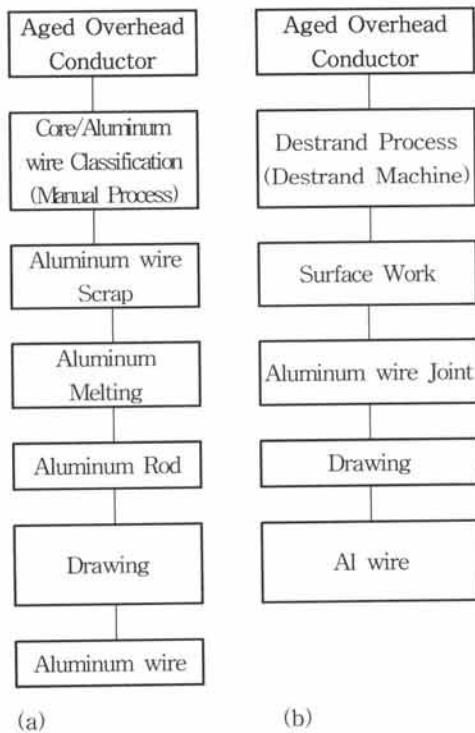 Aged Overhead
Conductor
Core/Aluminum
wire Classification
(Manual Process)
Aluminum wire
Scrap
Aluminum
Melting
Aluminum Rod
Drawing
Aluminum wire
(a)
Aged Overhead
Conductor
Destrand Process
(Destrand Machine)
Surface Work
Aluminum wire Joint
Drawing
Al wire
(b)